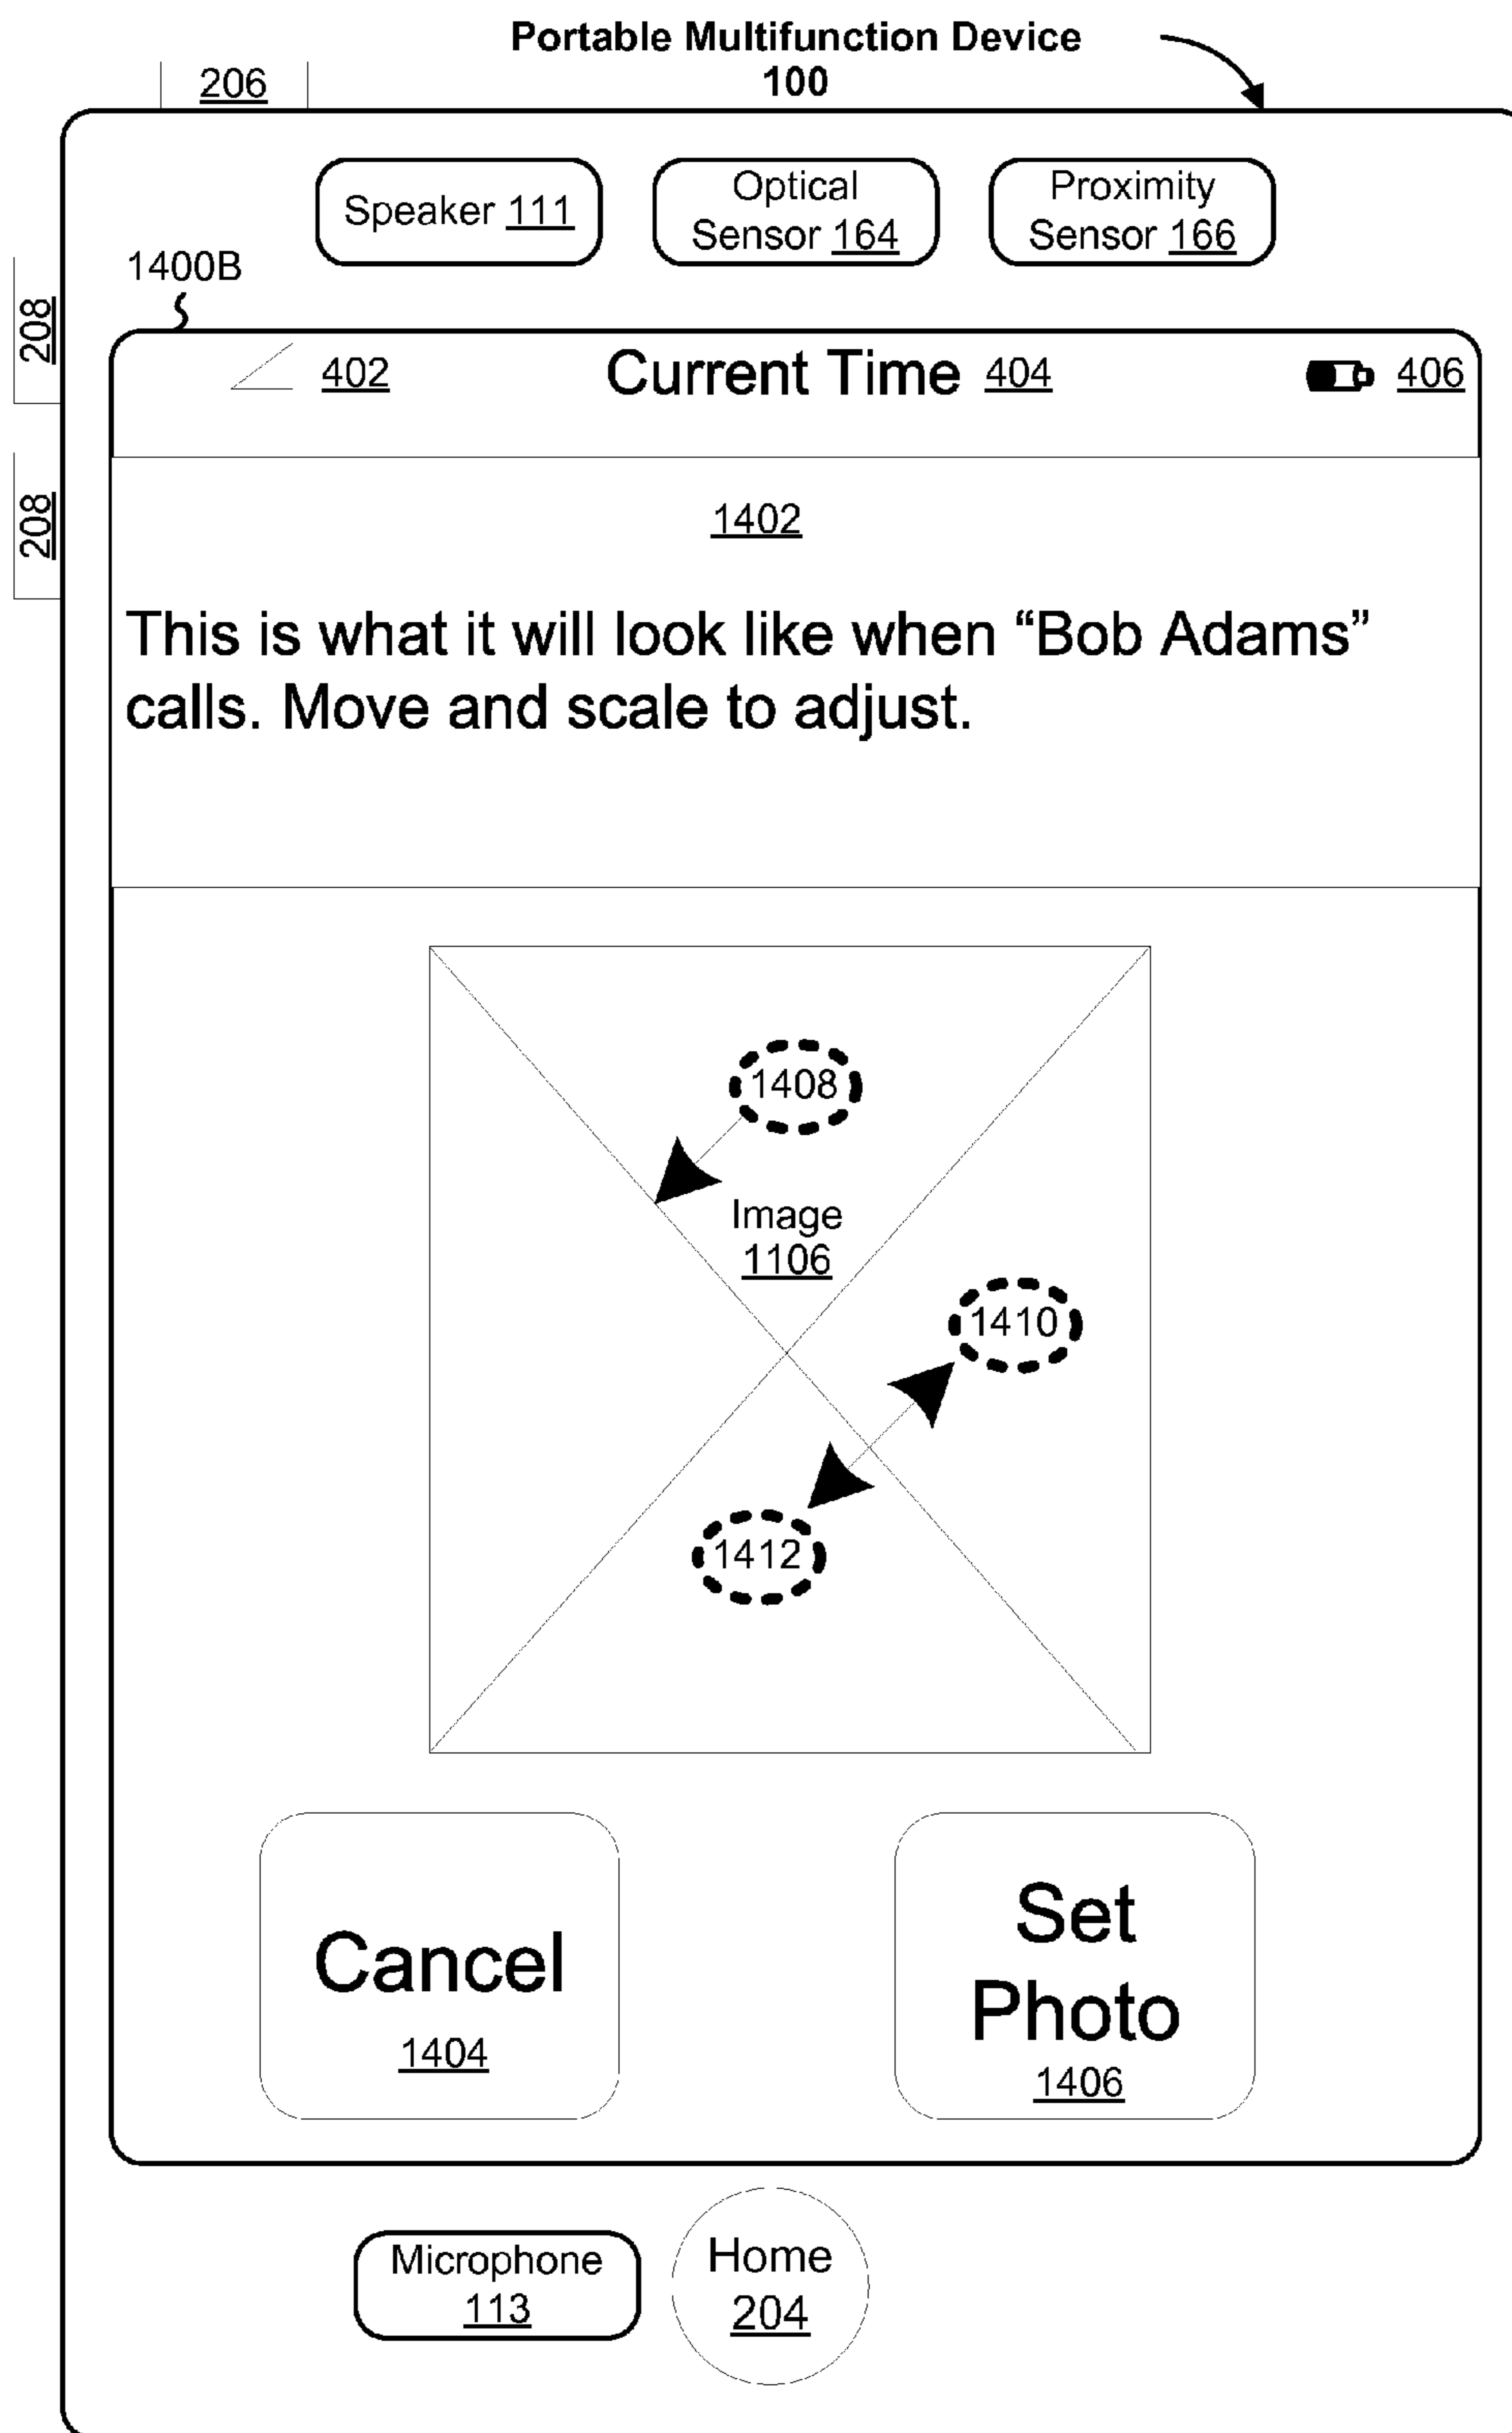 Portable Multifunction Device
100
206
Speaker 111
Optical
Sensor 164
Proximity
Sensor 166
1400B
208
402
Current Time 404
406
208
1402
This is what it will look like when “Bob Adams”
calls. Move and scale to adjust.
1408
Image
1106
1410
1412
Cancel
1404
Set
Photo
1406
Microphone
113
Home
204